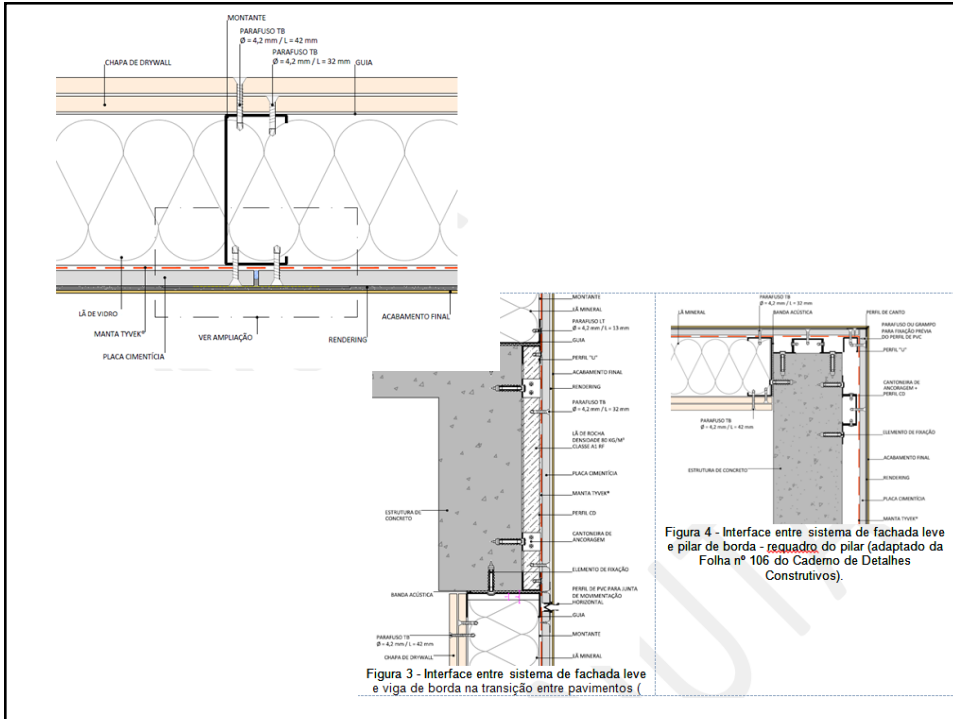 MONTANTE
PARAFUSO TB
Ø = 4,2 mm / L = 42 mm
PARAFUSO TB
Ø = 4,2 mm / L = 32 mm
GUIA
CHAPA DE DRYWALL
LÃ DE VIDRO
MANTA TYVEK®
PLACA CIMENTÍCIA
VER AMPLIAÇÃO
RENDERING
ACABAMENTO FINAL
MONTANTE
LÃ MINERAL
PARAFUSO LT
Ø = 4,2 mm / L = 13 mm
GUIA
PERFIL "U"
ACABAMENTO FINAL
RENDERING
PARAFUSO TB
Ø = 4,2 mm / L = 32 mm
LÃ DE ROCHA
DENSIDADE 80 KG/M³
CLASSE A1 RF
PLACA CIMENTÍCIA
MANTA TYVEK®
PERFIL CD
CANTONEIRA DE
ANCORAGEM
ELEMENTO DE FIXAÇÃO
PERFIL DE PVC PARA JUNTA
DE MOVIMENTAÇÃO
HORIZONTAL
GUIA
MONTANTE
LÃ MINERAL
ESTRUTURA DE
CONCRETO
BANDA ACÚSTICA
PARAFUSO TB
Ø = 4,2 mm / L = 42 mm
CHAPA DE DRYWALL
Figura 3 - Interface entre sistema de fachada leve
e viga de borda na transição entre pavimentos (
PARAFUSO TB
Ø = 4,2 mm / L = 32 mm
LÃ MINERAL
BANDA ACÚSTICA
PERFIL DE CANTO
PARAFUSO OU GRAMPO
PARA FIXAÇÃO PRÉVIA
DO PERFIL DE PVC
PERFIL "U"
CANTONEIRA DE
ANCORAGEM +
PERFIL CD
PARAFUSO TB
Ø = 4,2 mm / L = 42 mm
ELEMENTO DE FIXAÇÃO
ACABAMENTO FINAL
ESTRUTURA DE CONCRETO
RENDERING
PLACA CIMENTÍCIA
MANTA TYVEK®
Figura 4 - Interface entre sistema de fachada leve
e pilar de borda - requadro do pilar (adaptado da
Folha nº 106 do Caderno de Detalhes
Construtivos).